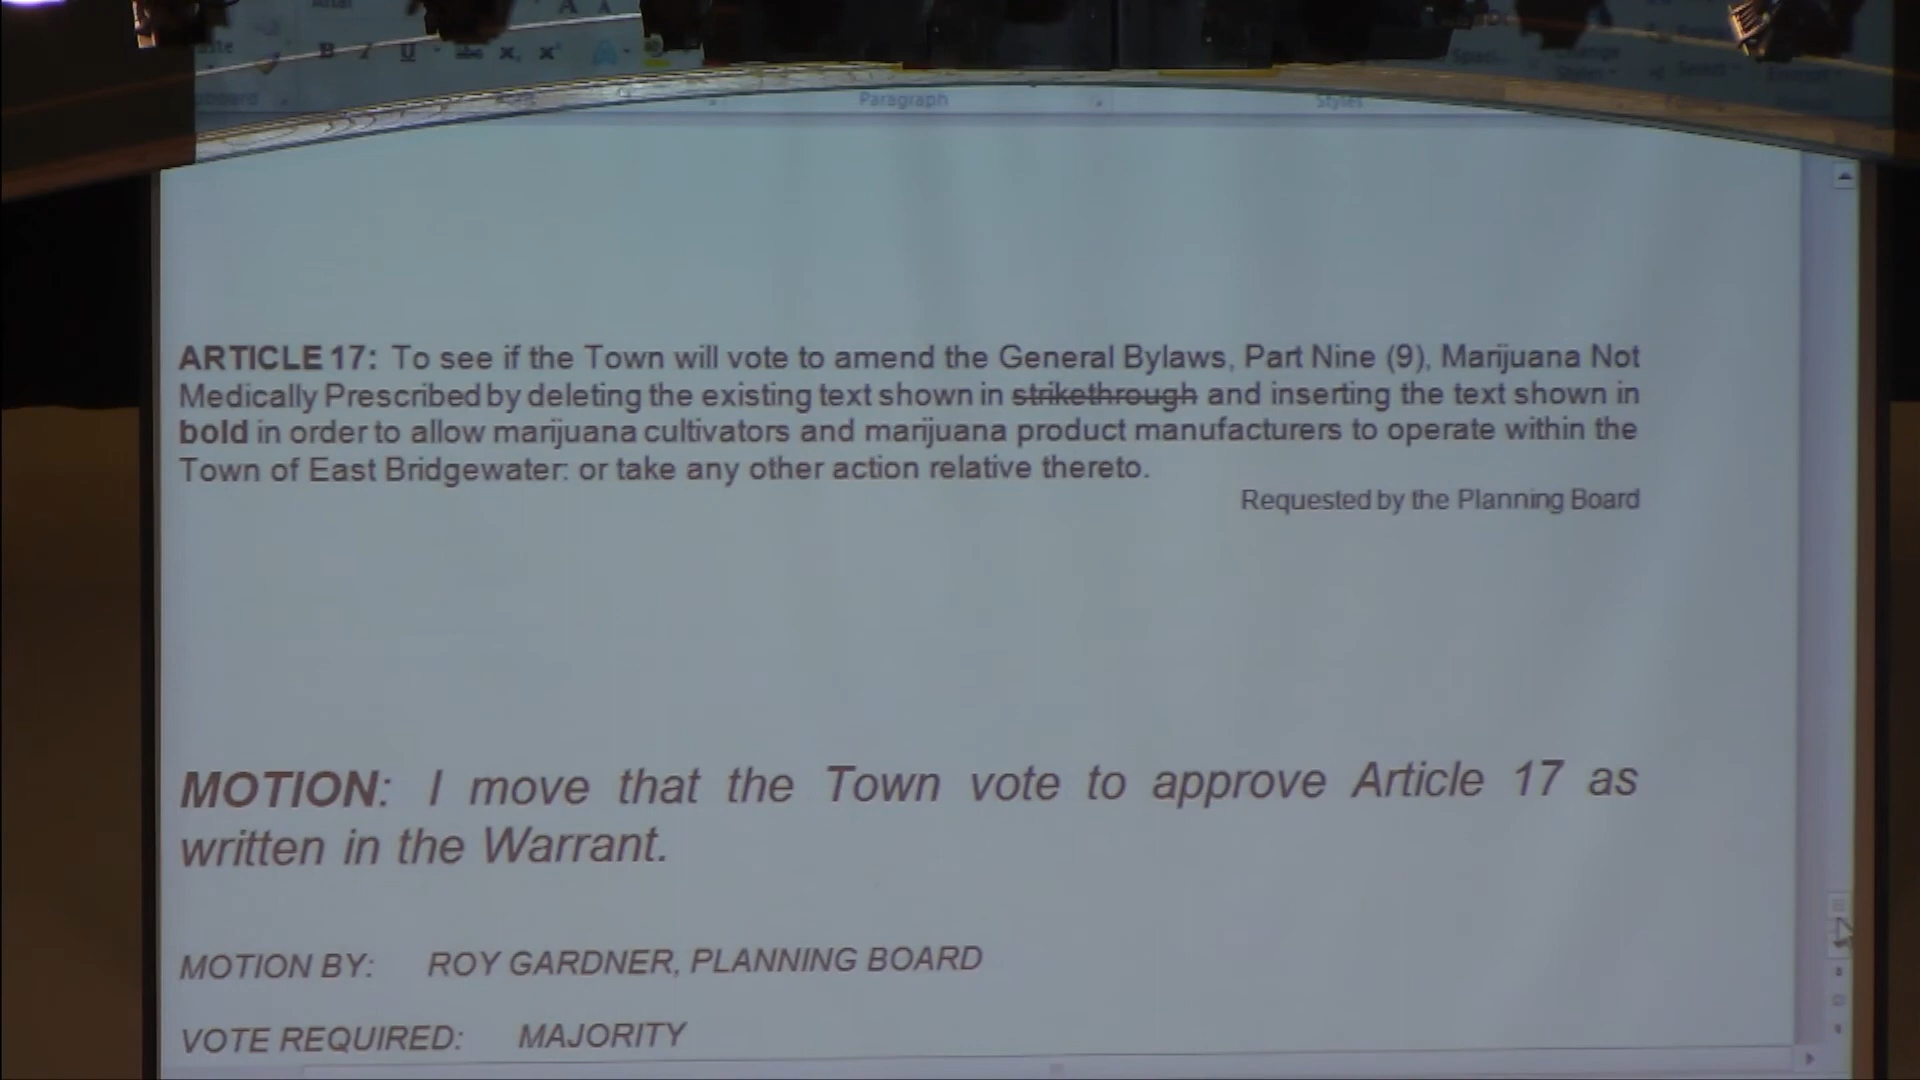 B I U
Paragraph
Styles
ARTICLE 17: To see if the Town will vote to amend the General Bylaws, Part Nine (9), Marijuana Not
Medically Prescribed by deleting the existing text shown in strikethrough and inserting the text shown in
bold in order to allow marijuana cultivators and marijuana product manufacturers to operate within the
Town of East Bridgewater: or take any other action relative thereto.
Requested by the Planning Board
MOTION: I move that the Town vote to approve Article 17 as
written in the Warrant.
MOTION BY: ROY GARDNER, PLANNING BOARD
VOTE REQUIRED: MAJORITY